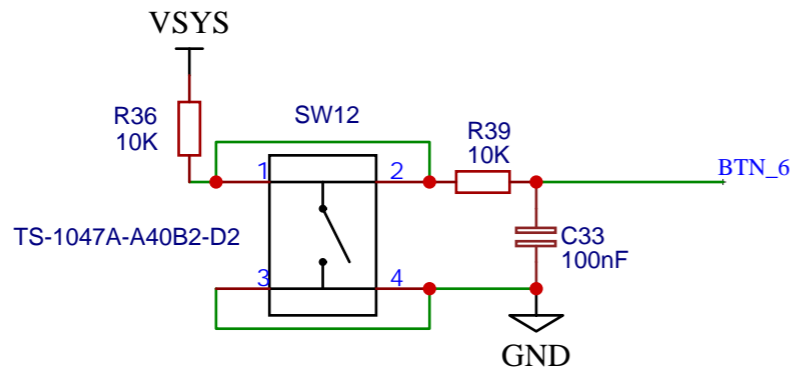 VSYS
R36
10K
SW12
R39
10K
BTN_6
1
2
TS-1047A-A40B2-D2
C33
100nF
3
4
GND